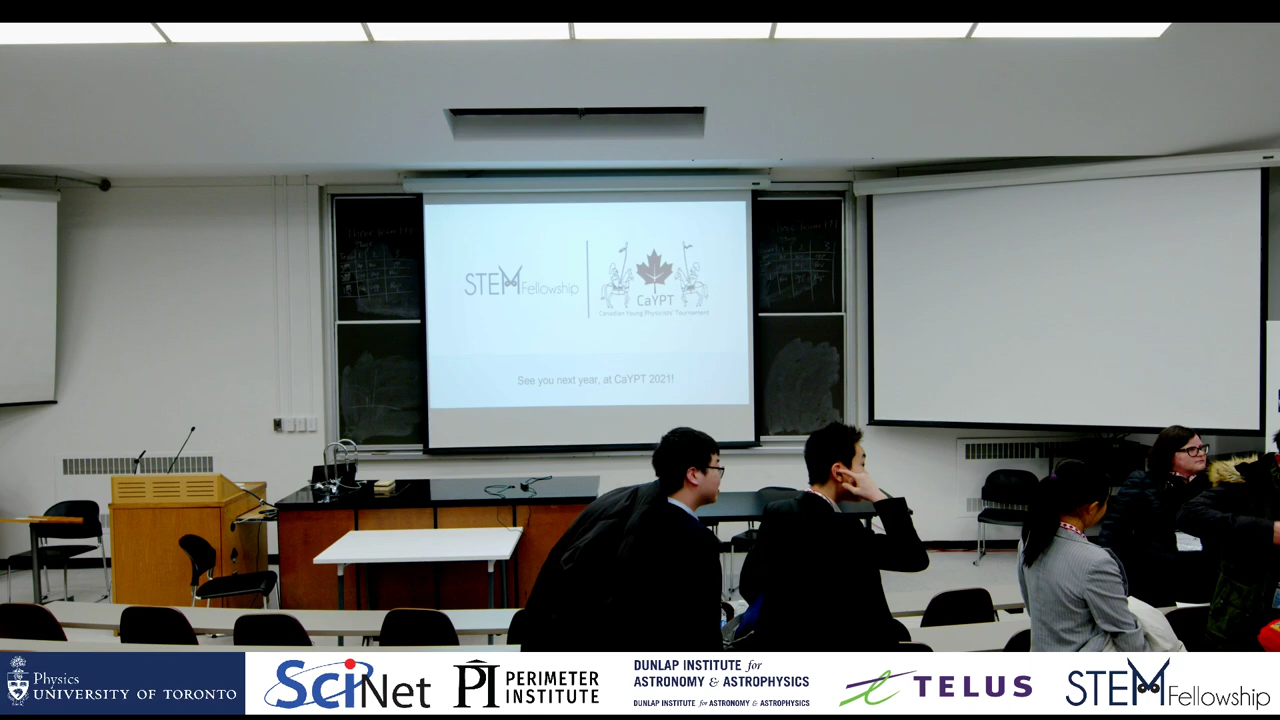 STEM Fellowship
CaYPT
Canadian Young Physicists' Tournament
See you next year, at CaYPT 2021!
Physics
UNIVERSITY OF TORONTO
SciNet
PI PERIMETER
INSTITUTE
DUNLAP INSTITUTE for
ASTRONOMY & ASTROPHYSICS
DUNLAP INSTITUTE for ASTRONOMY & ASTROPHYSICS
TELUS
STEM Fellowship